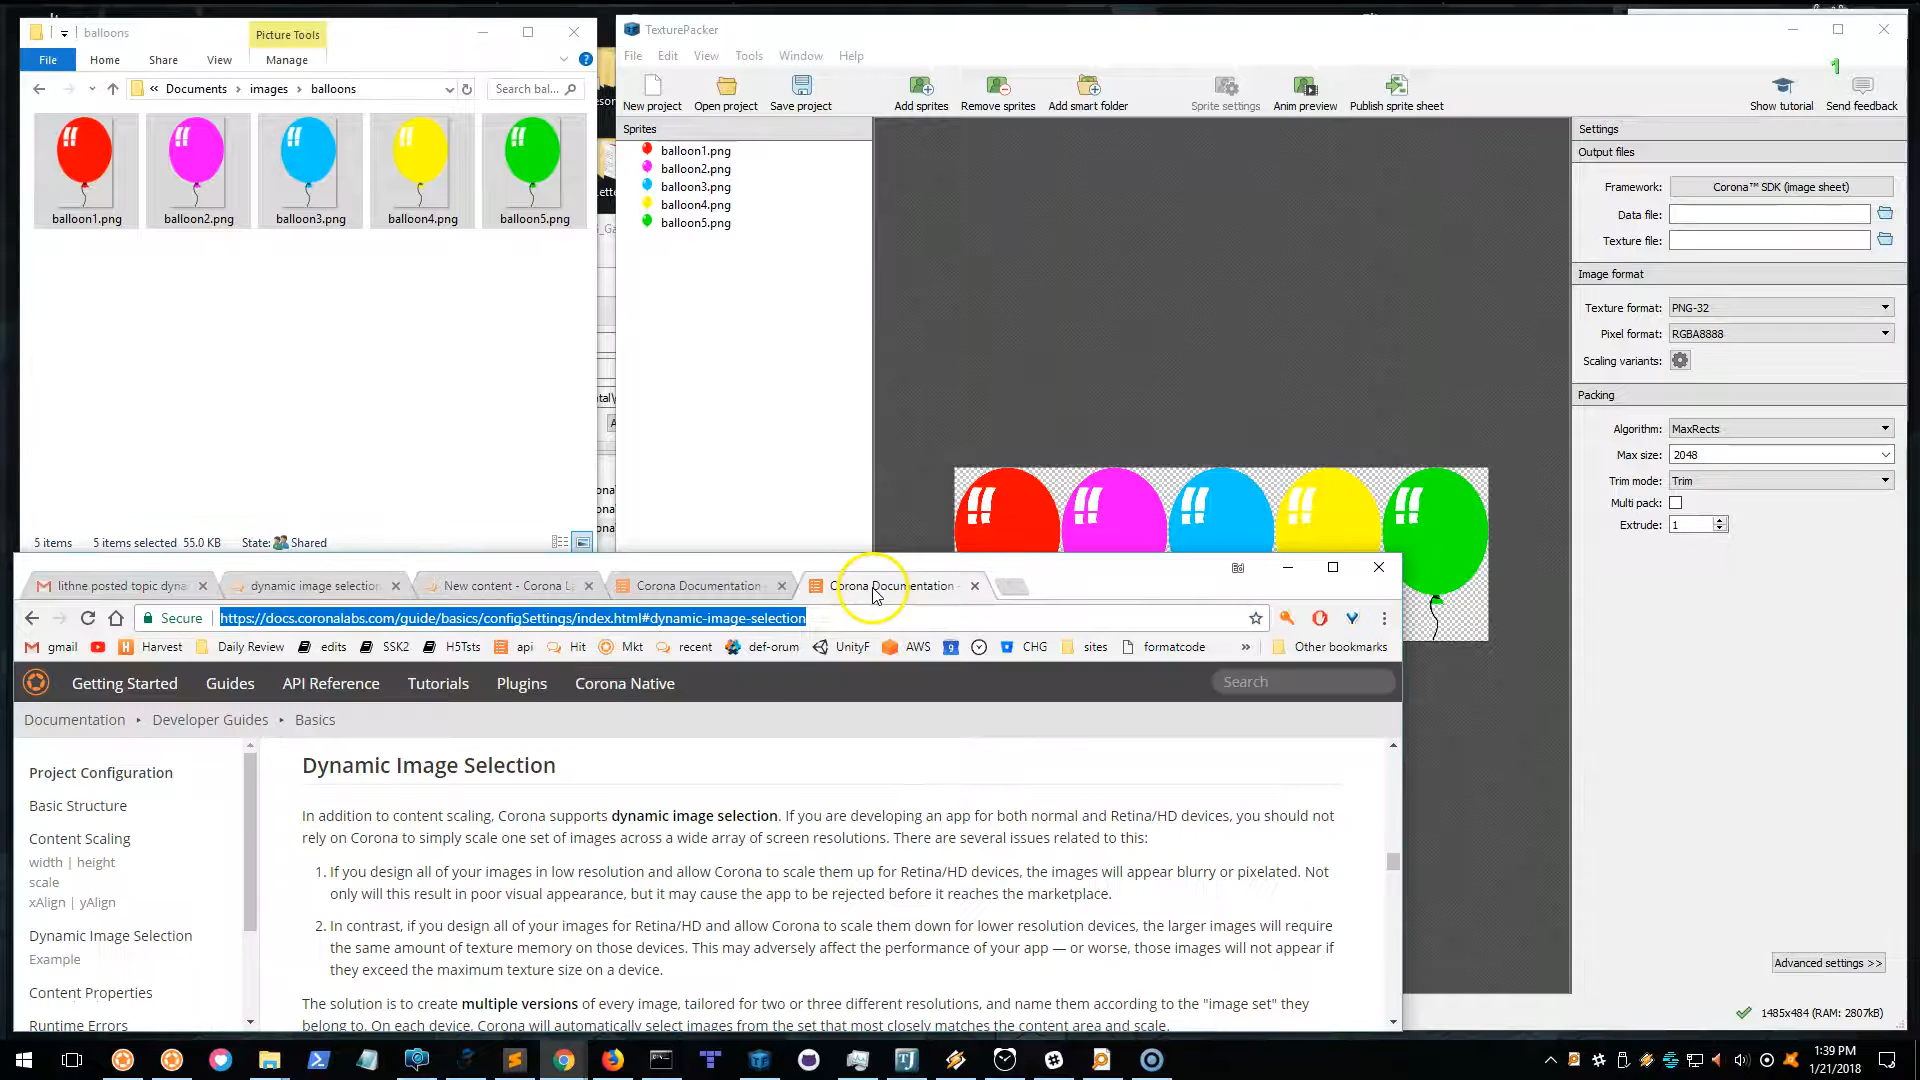 balloons
Picture Tools
File Home Share View Manage
« Documents › images › balloons
Search bal...
balloon1.png balloon2.png balloon3.png balloon4.png balloon5.png
5 items 5 items selected 55.0 KB State: Shared
TexturePacker
File Edit View Tools Window Help
1
New project Open project Save project Add sprites Remove sprites Add smart folder Sprite settings Anim preview Publish sprite sheet Show tutorial Send feedback
Sprites
balloon1.png
balloon2.png
balloon3.png
balloon4.png
balloon5.png
Settings
Output files
Framework: Corona™ SDK (image sheet)
Data file:
Texture file:
Image format
Texture format: PNG-32
Pixel format: RGBA8888
Scaling variants:
Packing
Algorithm: MaxRects
Max size: 2048
Trim mode: Trim
Multi pack:
Extrude: 1
Advanced settings >>
1485x484 (RAM: 2807kB)
lithne posted topic dyna
dynamic image selection
New content - Corona La
Corona Documentation
Corona Documentation
Secure https://docs.coronalabs.com/guide/basics/configSettings/index.html#dynamic-image-selection
gmail Harvest Daily Review edits SSK2 H5Tsts api Hit Mkt recent def-orum UnityF AWS 9 CHG sites formatcode » Other bookmarks
Getting Started Guides API Reference Tutorials Plugins Corona Native Search
Documentation ▸ Developer Guides ▸ Basics
Project Configuration
Basic Structure
Content Scaling
width | height
scale
xAlign | yAlign
Dynamic Image Selection
Example
Content Properties
Runtime Errors
Dynamic Image Selection
In addition to content scaling, Corona supports dynamic image selection. If you are developing an app for both normal and Retina/HD devices, you should not
rely on Corona to simply scale one set of images across a wide array of screen resolutions. There are several issues related to this:
1. If you design all of your images in low resolution and allow Corona to scale them up for Retina/HD devices, the images will appear blurry or pixelated. Not
only will this result in poor visual appearance, but it may cause the app to be rejected before it reaches the marketplace.
2. In contrast, if you design all of your images for Retina/HD and allow Corona to scale them down for lower resolution devices, the larger images will require
the same amount of texture memory on those devices. This may adversely affect the performance of your app — or worse, those images will not appear if
they exceed the maximum texture size on a device.
The solution is to create multiple versions of every image, tailored for two or three different resolutions, and name them according to the "image set" they
belong to. On each device, Corona will automatically select images from the set that most closely matches the content area and scale.
1:39 PM
1/21/2018